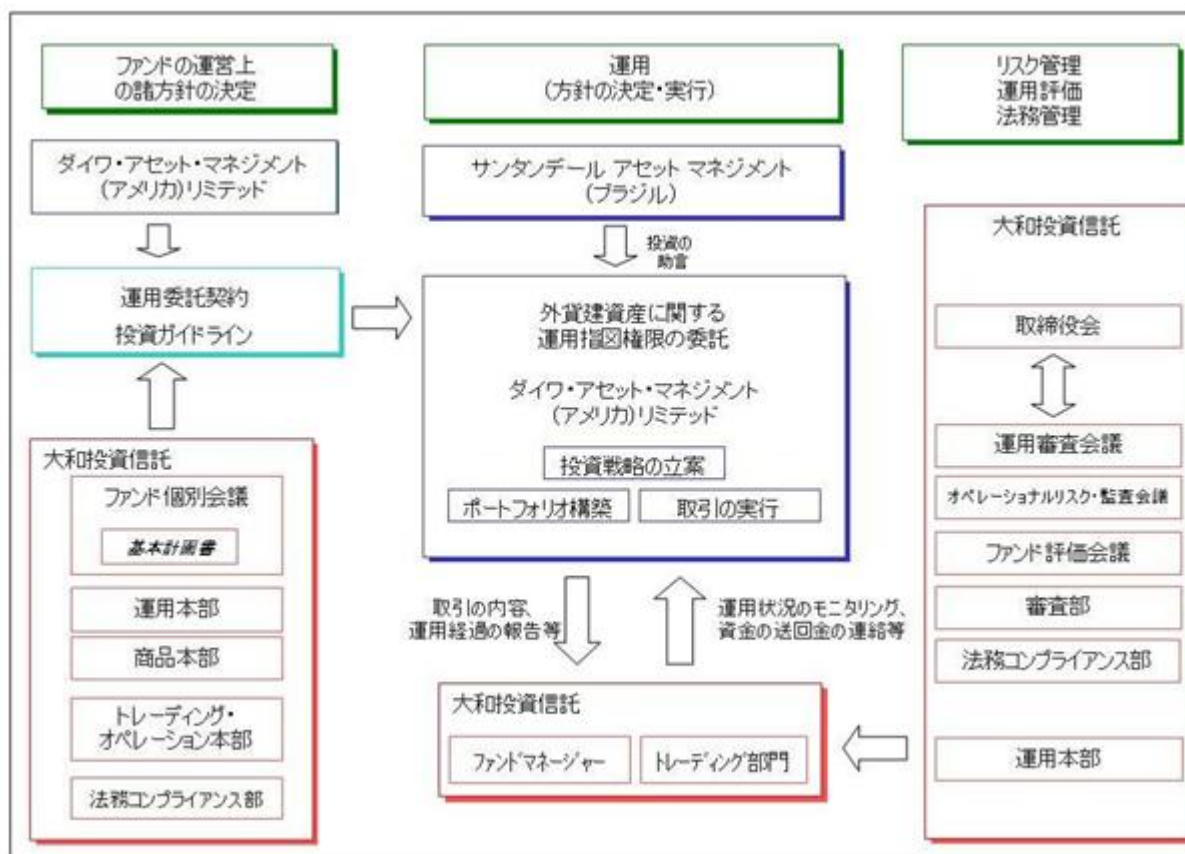 ファンドの運営上
の諸方針の決定
ダイワ・アセット・マネジメント
(アメリカ)リミテッド
運用委託契約
投資ガイドライン
大和投資信託
ファンド個別会議
基本計画書
運用本部
商品本部
トレーディング・
オペレーション本部
法務コンプライアンス部
運用
(方針の決定・実行)
サンタンデール アセット マネジメント
(ブラジル)
投資の
助言
外貨建資産に関する
運用指図権限の委託
ダイワ・アセット・マネジメント
(アメリカ)リミテッド
投資戦略の立案
ポートフォリオ構築
取引の実行
取引の内容、
運用経過の報告等
運用状況のモニタリング、
資金の送回金の連絡等
大和投資信託
ファンドマネージャー
トレーディング部門
リスク管理
運用評価
法務管理
大和投資信託
取締役会
運用審査会議
オペレーショナルリスク・監査会議
ファンド評価会議
審査部
法務コンプライアンス部
運用本部